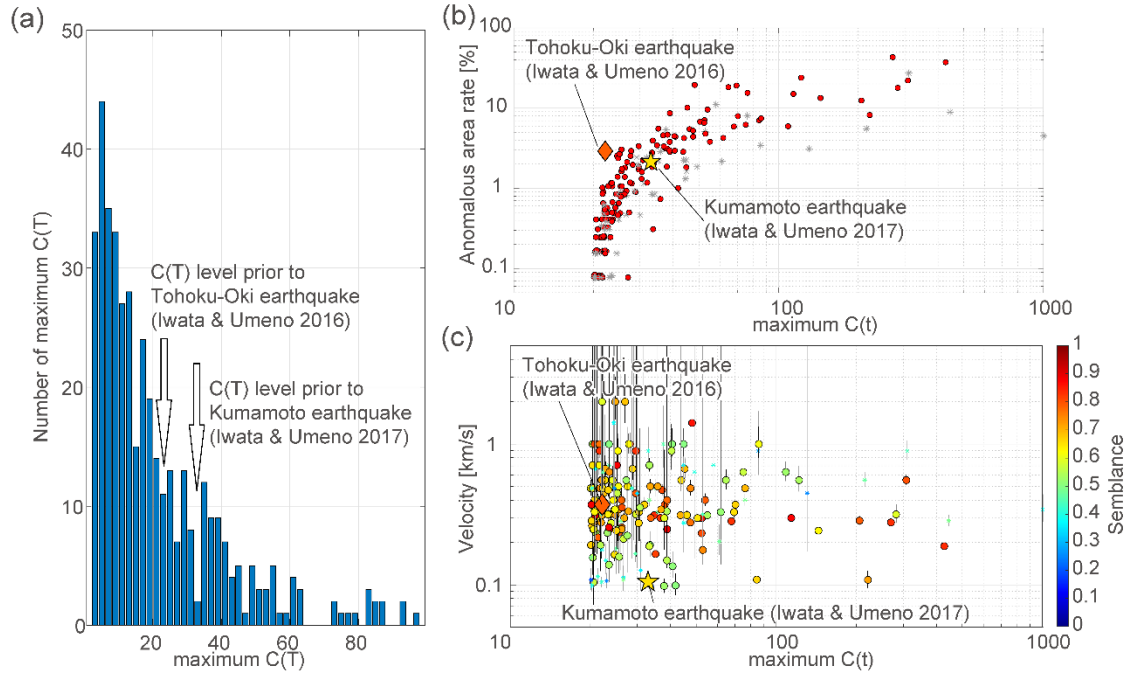 (a)
50
40
30
20
10
0
Number of maximum C(T)
C(T) level prior to
Tohoku-Oki earthquake
(Iwata & Umeno 2016)
C(T) level prior to
Kumamoto earthquake
(Iwata & Umeno 2017)
20
40
60
80
maximum C(T)
(b)
100
10
1
0.1
Anomalous area rate [%]
Tohoku-Oki earthquake
(Iwata & Umeno 2016)
Kumamoto earthquake
(Iwata & Umeno 2017)
10
100
1000
maximum C(t)
(c)
1
0.1
Velocity [km/s]
Tohoku-Oki earthquake
(Iwata & Umeno 2016)
Kumamoto earthquake (Iwata & Umeno 2017)
10
100
1000
maximum C(t)
1
0.9
0.8
0.7
0.6
0.5
0.4
0.3
0.2
0.1
0
Semblance